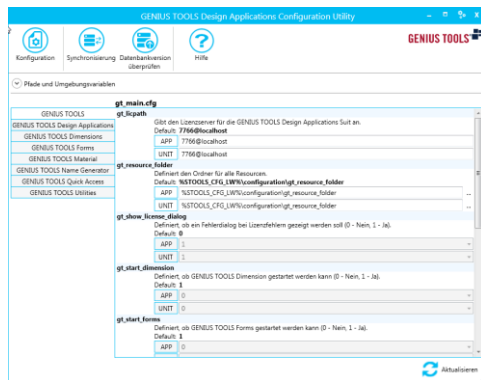 GENIUS TOOLS Design Applications Configuration Utility
GENIUS TOOLS
Konfiguration
Synchronisierung
Datenbankversion
überprüfen
Hilfe
Pfade und Umgebungsvariablen
gt_main.cfg
GENIUS TOOLS
GENIUS TOOLS Design Applications
GENIUS TOOLS Dimensions
GENIUS TOOLS Forms
GENIUS TOOLS Material
GENIUS TOOLS Name Generator
GENIUS TOOLS Quick Access
GENIUS TOOLS Utilities
gt_licpath
Gibt den Lizenzserver für die GENIUS TOOLS Design Applications Suit an.
Default: 7766@localhost
APP 7766@localhost
UNIT 7766@localhost
gt_resource_folder
Definiert den Ordner für alle Resourcen.
Default: %STOOLS_CFG_LW%\configuration\gt_resource_folder
APP %STOOLS_CFG_LW%\configuration\gt_resource_folder ...
UNIT %STOOLS_CFG_LW%\configuration\gt_resource_folder ...
gt_show_license_dialog
Definiert, ob ein Fehlerdialog bei Lizenzfehlern gezeigt werden soll (0 - Nein, 1 - Ja).
Default: 0
APP 1
UNIT 1
gt_start_dimension
Definiert, ob GENIUS TOOLS Dimension gestartet werden kann (0 - Nein, 1 - Ja).
Default: 1
APP 0
UNIT 0
gt_start_forms
Definiert, ob GENIUS TOOLS Forms gestartet werden kann (0 - Nein, 1 - Ja).
Default: 1
APP 0
Aktualisieren